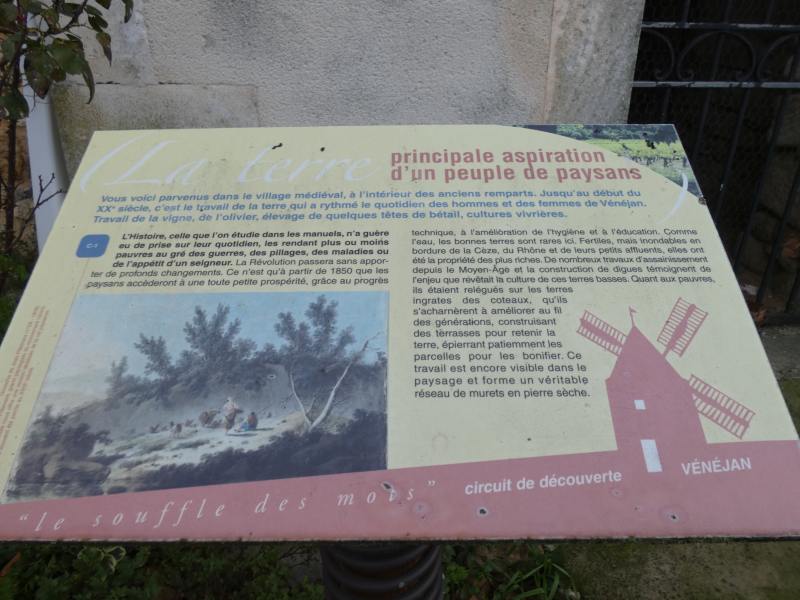 La terre
principale aspiration
d'un peuple de paysans
Vous voici parvenus dans le village médiéval, à l'intérieur des anciens remparts. Jusqu'au début du
XXᵉ siècle, c'est le tavail de la terre qui a rythmé le quotidien des hommes et des femmes de Vénéjan.
Travail de la vigne, de l'olivier, élevage de quelques têtes de bétail, cultures vivrières.
L'Histoire, celle que l'on étudie dans les manuels, n'a guère
eu de prise sur leur quotidien, les rendant plus ou moins
pauvres au gré des guerres, des pillages, des maladies ou
de l'appétit d'un seigneur. La Révolution passera sans appor-
ter de profonds changements. Ce n'est qu'à partir de 1850 que les
paysans accèderont à une toute petite prospérité, grâce au progrès
technique, à l'amélioration de l'hygiène et à l'éducation. Comme
l'eau, les bonnes terres sont rares ici. Fertiles, mais inondables en
bordure de la Cèze, du Rhône et de leurs petits affluents, elles ont
été la propriété des plus riches. De nombreux travaux d'assainissement
depuis le Moyen-Âge et la construction de digues témoignent de
l'enjeu que revêtait la culture de ces terres basses. Quant aux pauvres,
ils étaient relégués sur les terres
ingrates des coteaux, qu'ils
s'acharnèrent à améliorer au fil
des générations, construisant
des terrasses pour retenir la
terre, épierrant patiemment les
parcelles pour les bonifier. Ce
travail est encore visible dans le
paysage et forme un véritable
réseau de murets en pierre sèche.
"le souffle des mots"
circuit de découverte
VÉNÉJAN